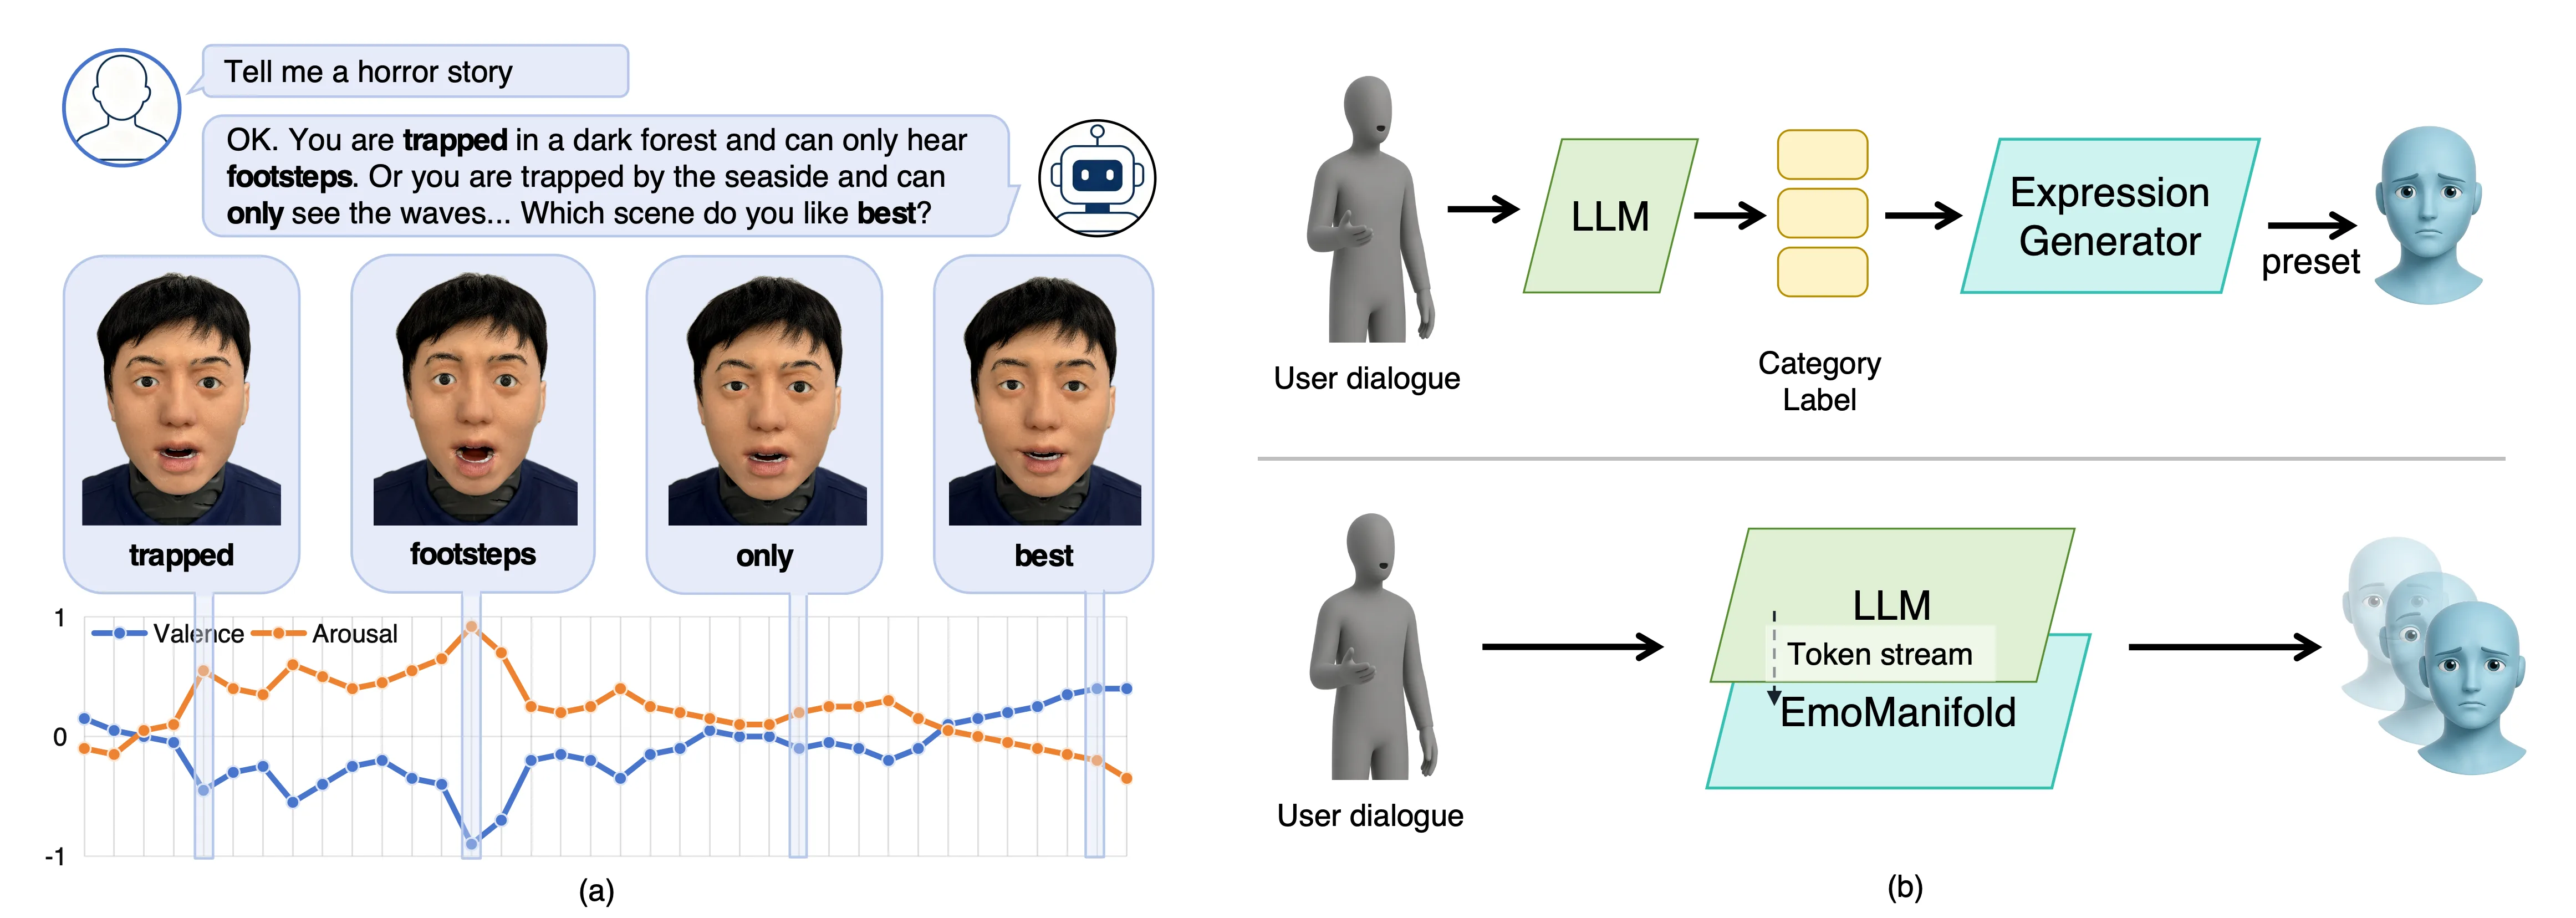 Tell me a horror story
OK. You are trapped in a dark forest and can only hear
footsteps. Or you are trapped by the seaside and can
only see the waves... Which scene do you like best?
trapped
footsteps
only
best
1
Valence
Arousal
0
-1
(a)
User dialogue
LLM
Category
Label
Expression
Generator
preset
User dialogue
LLM
Token stream
EmoManifold
(b)